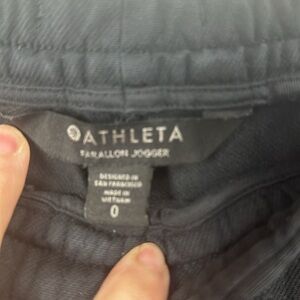 ATHLETA
FARALLON JOGGER
DESIGNED IN
SAN FRANCISCO
MADE IN
VIETNAM
0